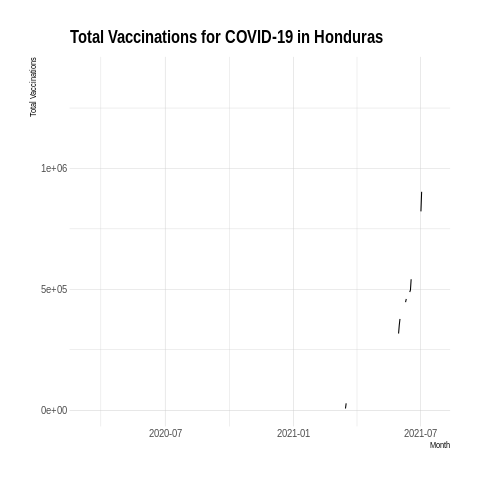 Total Vaccinations for COVID-19 in Honduras
Total Vaccinations
1e+06
5e+05
0e+00
2020-07
2021-01
2021-07
Month